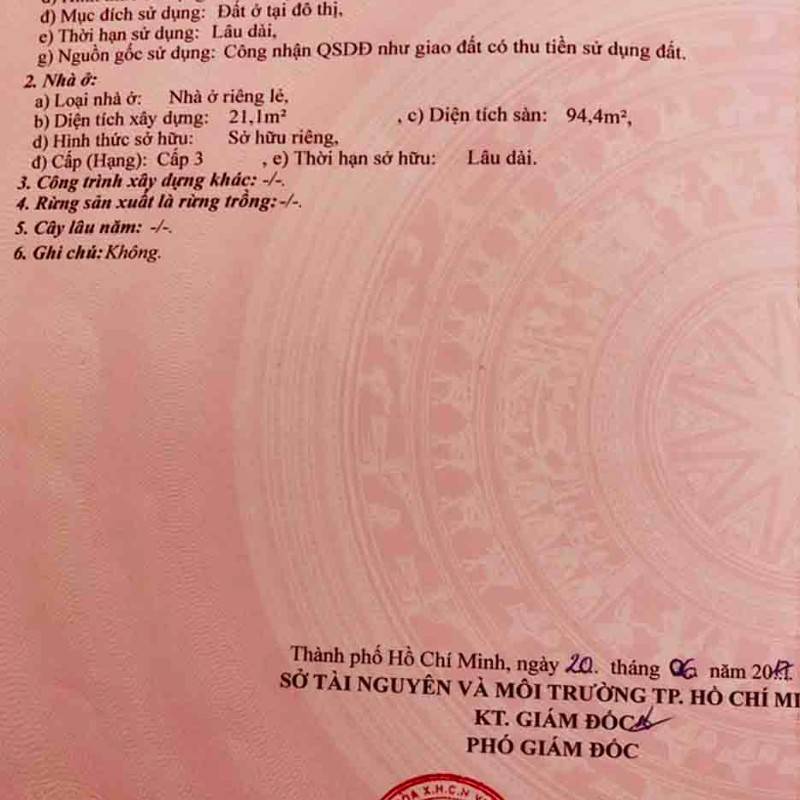 đ) Mục đích sử dụng: Đất ở tại đô thị,
e) Thời hạn sử dụng: Lâu dài,
g) Nguồn gốc sử dụng: Công nhận QSDĐ như giao đất có thu tiền sử dụng đất.
2. Nhà ở:
a) Loại nhà ở: Nhà ở riêng lẻ,
b) Diện tích xây dựng: 21,1m² , c) Diện tích sàn: 94,4m²,
d) Hình thức sở hữu: Sở hữu riêng,
đ) Cấp (Hạng): Cấp 3 , e) Thời hạn sở hữu: Lâu dài.
3. Công trình xây dựng khác: -/-.
4. Rừng sản xuất là rừng trồng: -/-.
5. Cây lâu năm: -/-.
6. Ghi chú: Không.
Thành phố Hồ Chí Minh, ngày 20. tháng 06 năm 2017.
SỞ TÀI NGUYÊN VÀ MÔI TRƯỜNG TP. HỒ CHÍ MI
KT. GIÁM ĐỐC
PHÓ GIÁM ĐỐC
X.H.C.N